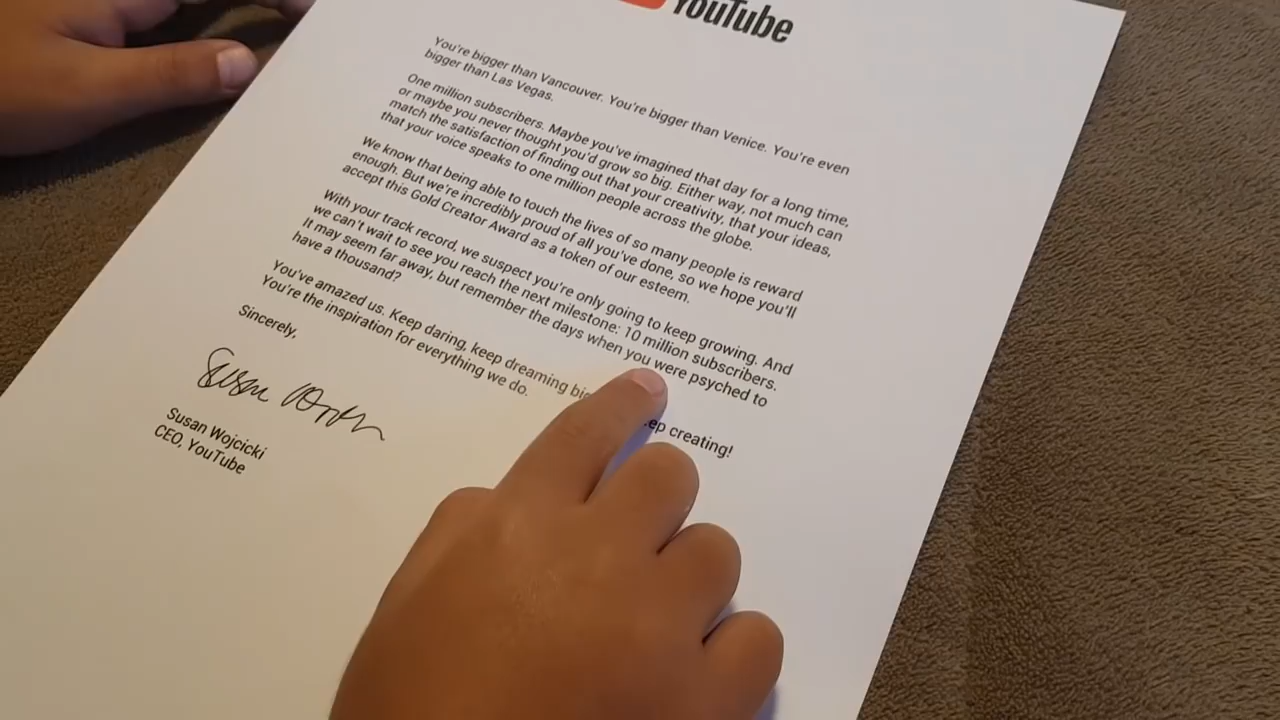 YouTube
You're bigger than Vancouver. You're bigger than Venice. You're even
bigger than Las Vegas.
One million subscribers. Maybe you've imagined that day for a long time,
or maybe you never thought you'd grow so big. Either way, not much can
match the satisfaction of finding out that your creativity, that your ideas,
that your voice speaks to one million people across the globe.
We know that being able to touch the lives of so many people is reward
enough. But we're incredibly proud of all you've done, so we hope you'll
accept this Gold Creator Award as a token of our esteem.
With your track record, we suspect you're only going to keep growing. And
we can't wait to see you reach the next milestone: 10 million subscribers.
It may seem far away, but remember the days when you were psyched to
have a thousand?
You've amazed us. Keep daring, keep dreaming creating!
You're the inspiration for everything we do.
Sincerely,
Susan Wojcicki
CEO, YouTube